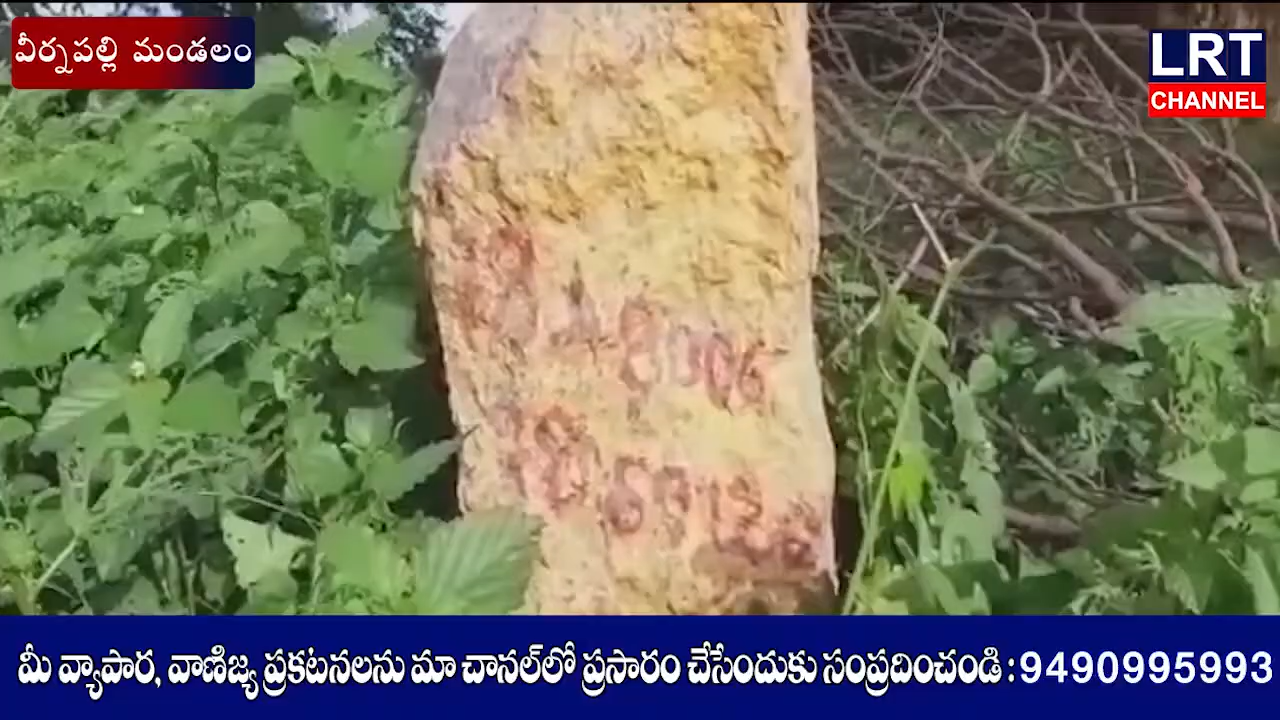 వీర్నపల్లి మండలం
LRT
CHANNEL
మీ వ్యాపార, వాణిజ్య ప్రకటనలను మా చానల్‌లో ప్రసారం చేసేందుకు సంప్రదించండి : 9490995993